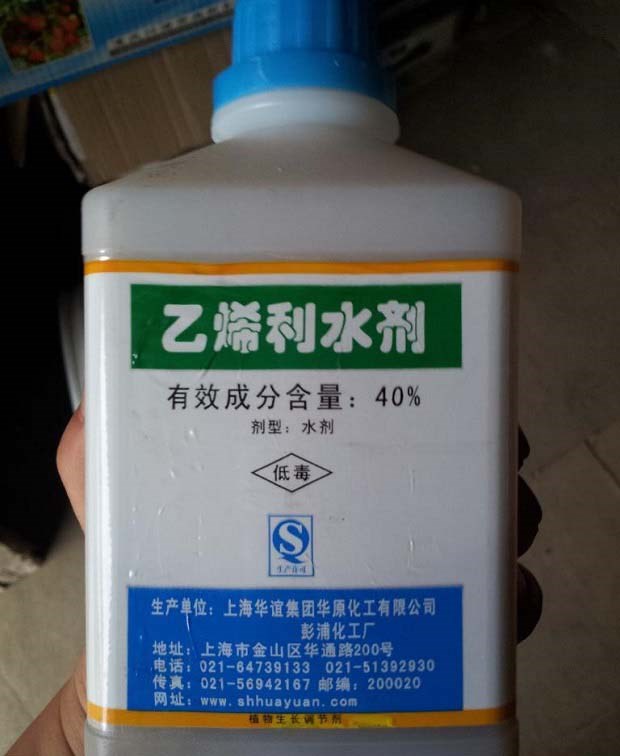 乙烯利水剂
有效成分含量：40%
剂型：水剂
低毒
生产许可
生产单位：上海华谊集团华原化工有限公司
彭浦化工厂
地址：上海市金山区华通路200号
电话：021-64739133 021-51392930
传真：021-56942167 邮编：200020
网址：www.shhuayuan.com
植物生长调节剂